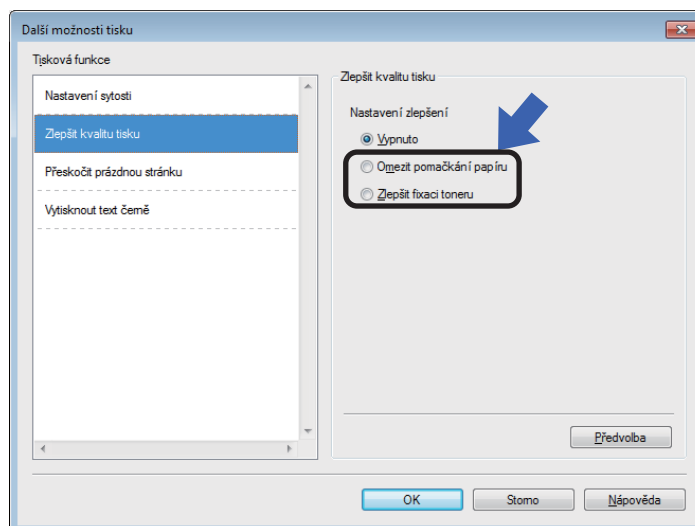 Další možnosti tisku
Tisková funkce
Nastavení sytosti
Zlepšit kvalitu tisku
Přeskočit prázdnou stránku
Vytisknout text černě
Zlepšit kvalitu tisku
Nastavení zlepšení
Vypnuto
Omezit pomačkání papíru
Zlepšit fixaci toneru
Předvolba
OK
Storno
Nápověda